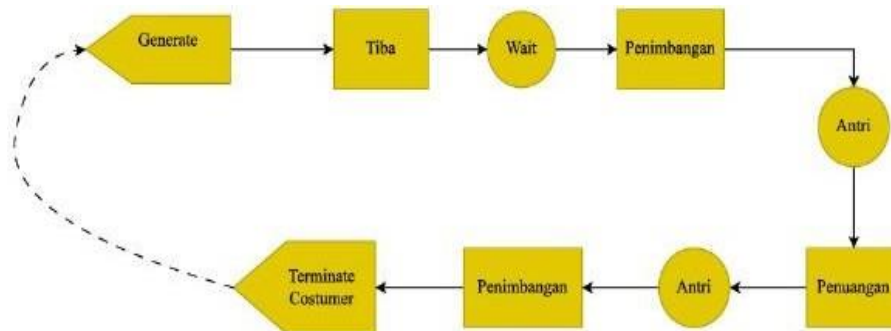 Generate
Tiba
Wait
Penimbangan
Antri
Penuangan
Antri
Penimbangan
Terminate
Costumer